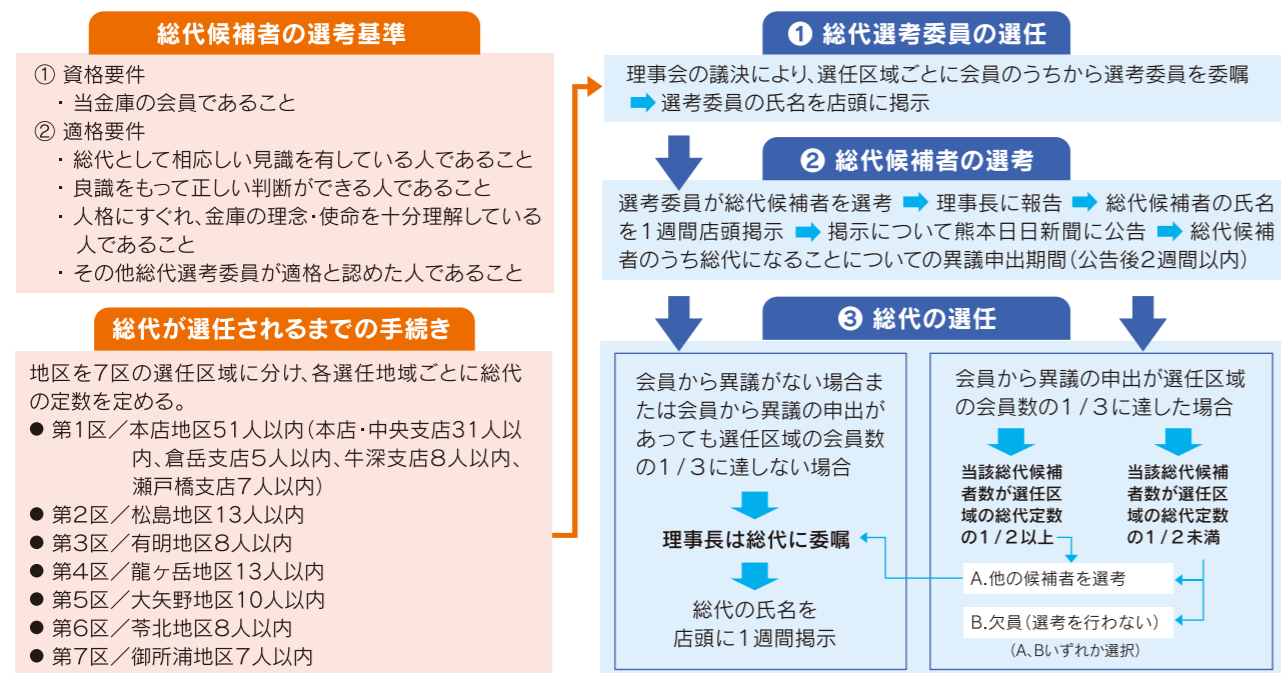 総代候補者の選考基準
① 資格要件
・ 当金庫の会員であること
② 適格要件
・ 総代として相応しい見識を有している人であること
・ 良識をもって正しい判断ができる人であること
・ 人格にすぐれ、金庫の理念・使命を十分理解している
人であること
・ その他総代選考委員が適格と認めた人であること
総代が選任されるまでの手続き
地区を7区の選任区域に分け、各選任地域ごとに総代
の定数を定める。
● 第1区／本店地区51人以内（本店・中央支店31人以
内、倉岳支店5人以内、牛深支店8人以内、
瀬戸橋支店7人以内）
● 第2区／松島地区13人以内
● 第3区／有明地区8人以内
● 第4区／龍ヶ岳地区13人以内
● 第5区／大矢野地区10人以内
● 第6区／苓北地区8人以内
● 第7区／御所浦地区7人以内
❶ 総代選考委員の選任
理事会の議決により、選任区域ごとに会員のうちから選考委員を委嘱
➡ 選考委員の氏名を店頭に掲示
❷ 総代候補者の選考
選考委員が総代候補者を選考 ➡ 理事長に報告 ➡ 総代候補者の氏名
を1週間店頭掲示 ➡ 掲示について熊本日日新聞に公告 ➡ 総代候補
者のうち総代になることについての異議申出期間（公告後2週間以内）
❸ 総代の選任
会員から異議がない場合ま
たは会員から異議の申出が
あっても選任区域の会員数
の1/3に達しない場合
理事長は総代に委嘱
総代の氏名を
店頭に1週間掲示
会員から異議の申出が選任区域
の会員数の1/3に達した場合
当該総代候補
者数が選任区
域の総代定数
の1/2以上
当該総代候補
者数が選任区
域の総代定数
の1/2未満
A.他の候補者を選考
B.欠員（選考を行わない）
（A、Bいずれか選択）